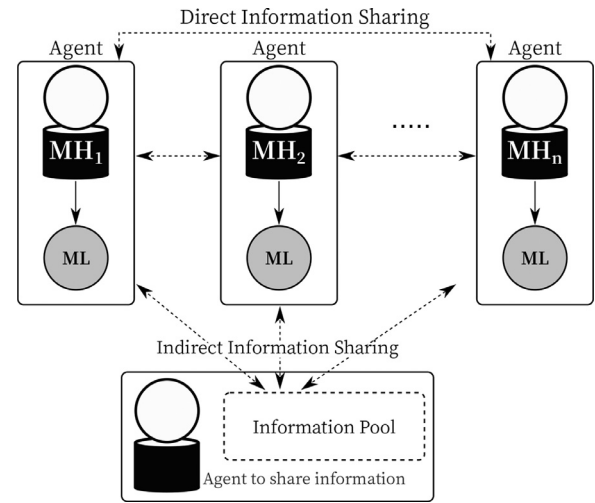 Direct Information Sharing
Agent Agent Agent
.....
MH₁ MH₂ MHₙ
ML ML ML
Indirect Information Sharing
Information Pool
Agent to share information